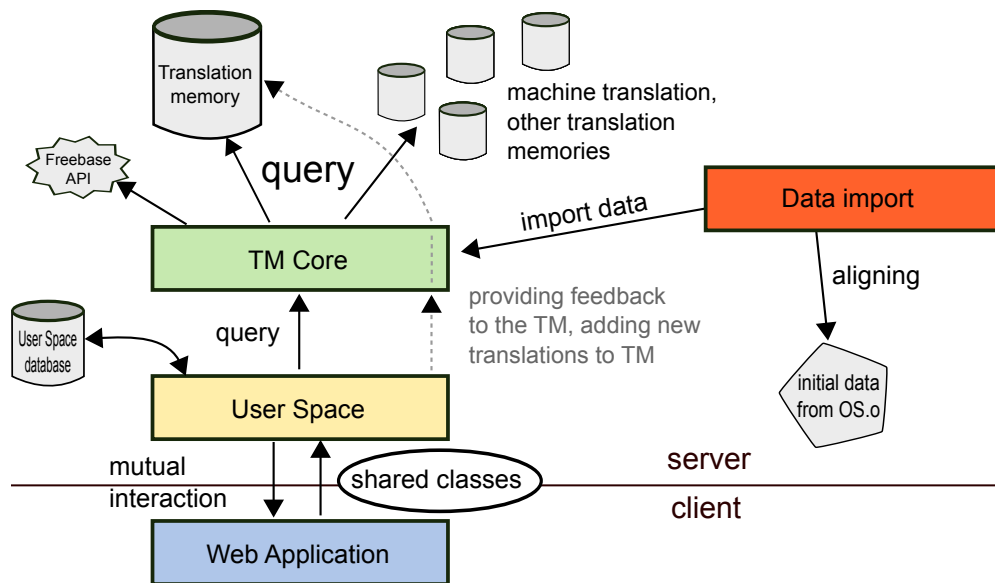 Translation
memory
machine translation,
other translation
memories
Freebase
API
query
Data import
import data
TM Core
aligning
providing feedback
to the TM, adding new
translations to TM
query
User Space
database
initial data
from OS.o
User Space
mutual
interaction
shared classes
server
client
Web Application